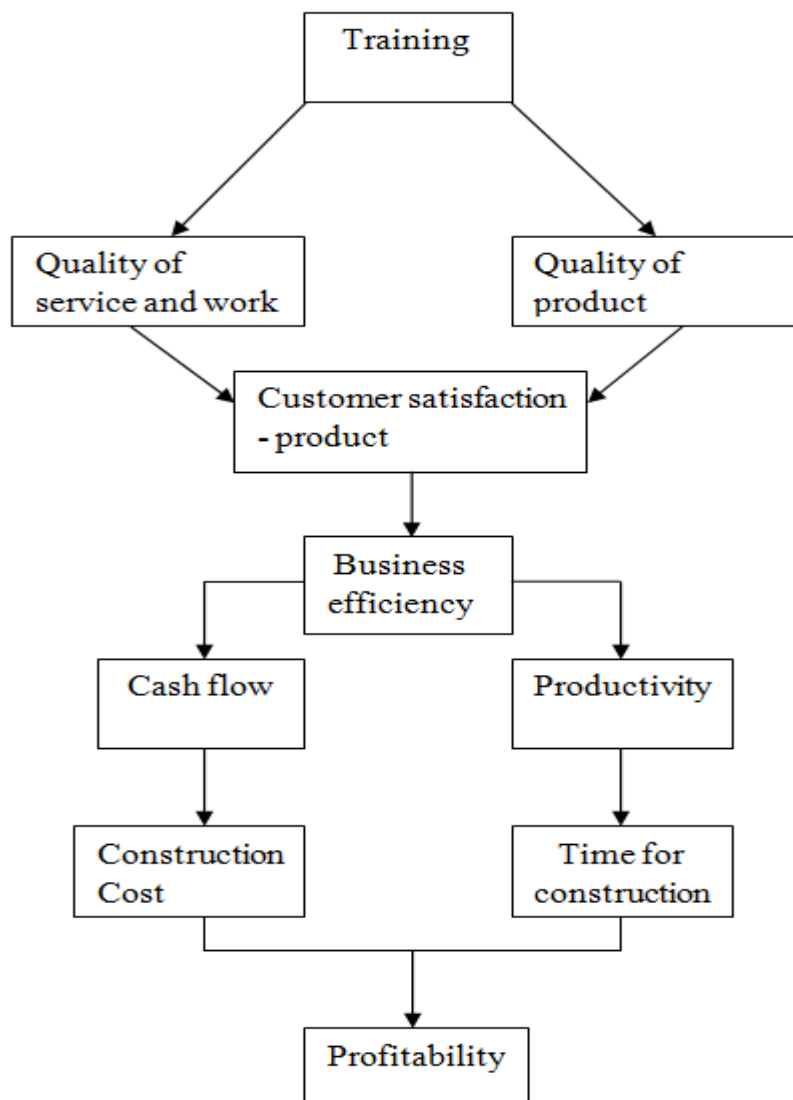 Training
Quality of
service and work
Quality of
product
Customer satisfaction
- product
Business
efficiency
Cash flow
Productivity
Construction
Cost
Time for
construction
Profitability